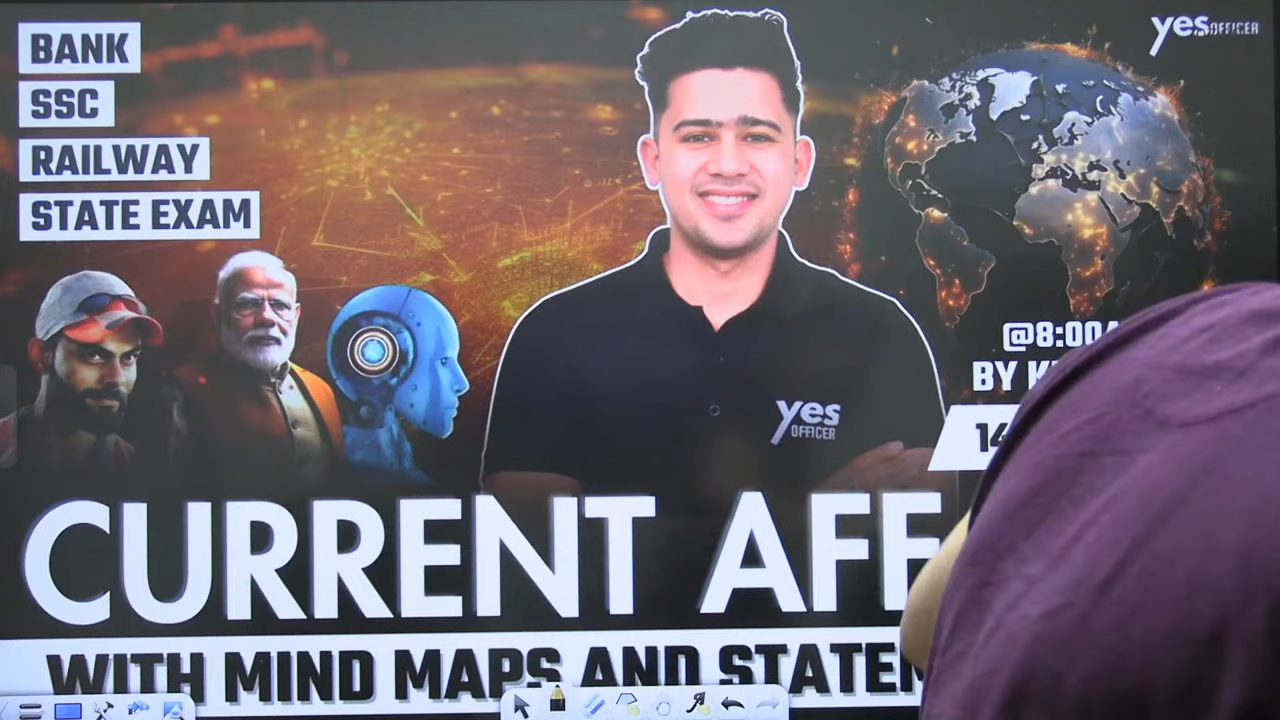 BANK
SSC
RAILWAY
STATE EXAM
yes OFFICER
@8:00
BY
yes
OFFICER
14
CURRENT AFF
WITH MIND MAPS AND STATEM